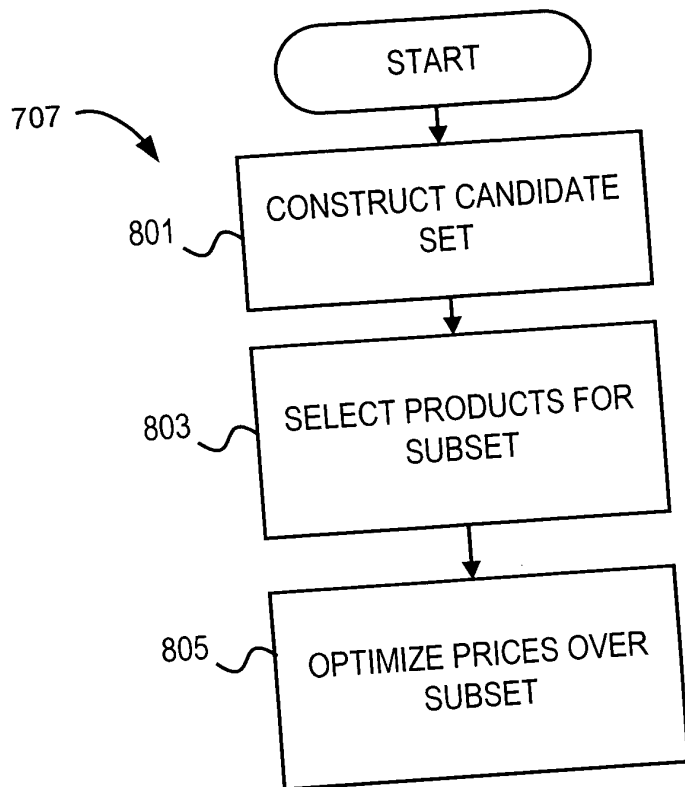 START
707
CONSTRUCT CANDIDATE
SET
801
SELECT PRODUCTS FOR
SUBSET
803
OPTIMIZE PRICES OVER
SUBSET
805